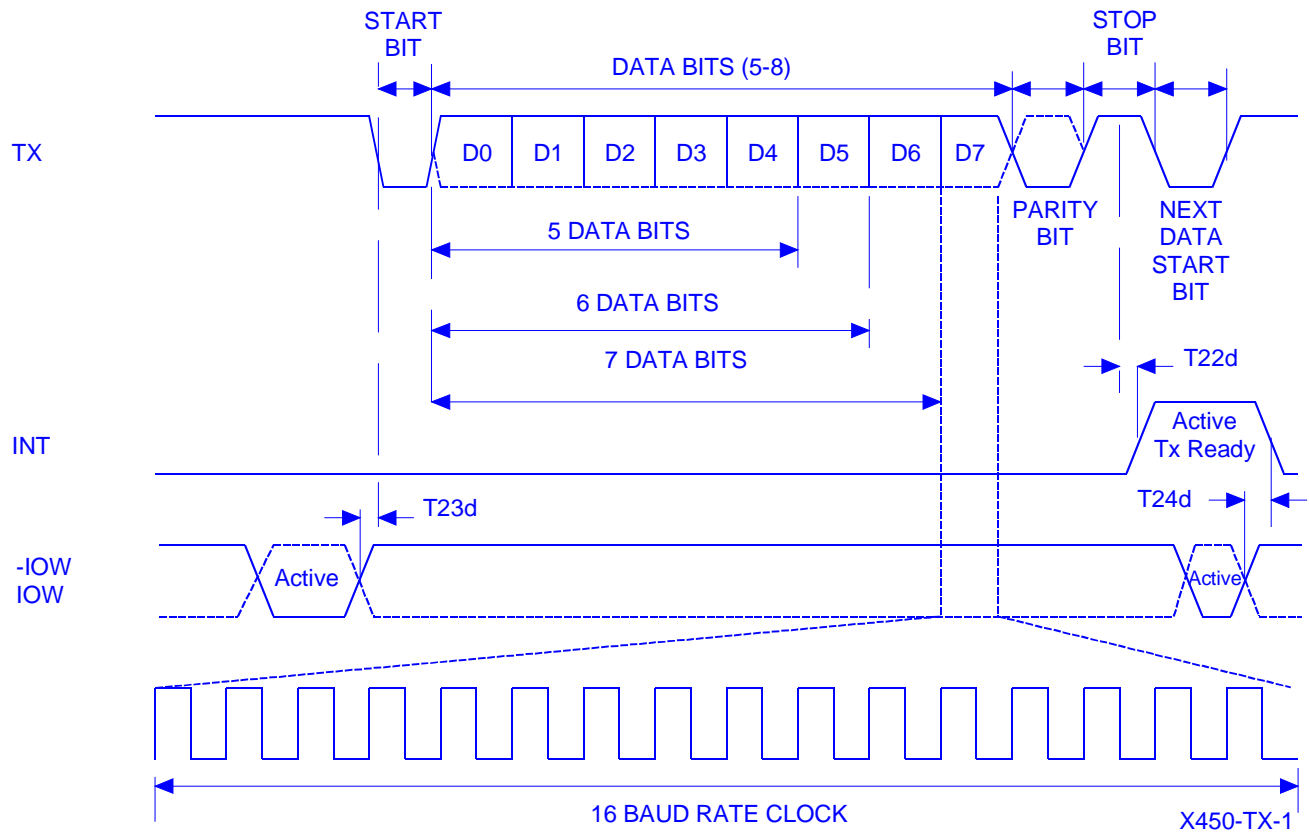 START
BIT
STOP
BIT
DATA BITS (5-8)
TX
D0 D1 D2 D3 D4 D5 D6 D7
PARITY
BIT
NEXT
DATA
START
BIT
5 DATA BITS
6 DATA BITS
7 DATA BITS
T22d
INT
Active
Tx Ready
T23d
T24d
-IOW
IOW
Active
Active
16 BAUD RATE CLOCK
X450-TX-1